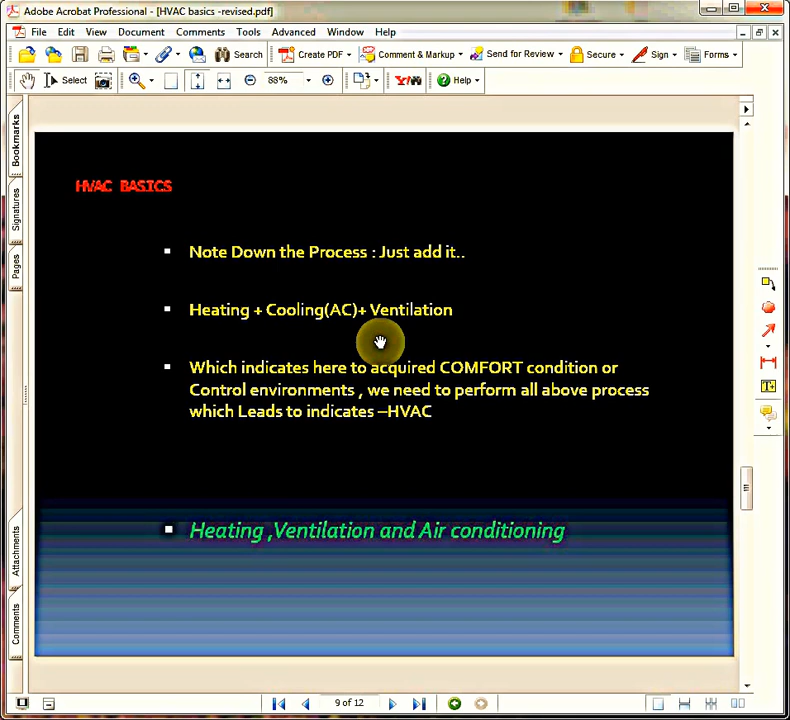 Adobe Acrobat Professional - [HVAC basics -revised.pdf]
File Edit View Document Comments Tools Advanced Window Help
Search Create PDF Comment & Markup Send for Review Secure Sign Forms
Select 88% Y! Help
Bookmarks
Signatures
Pages
Attachments
Comments
HVAC BASICS
Note Down the Process : Just add it..
Heating + Cooling(AC)+ Ventilation
Which indicates here to acquired COMFORT condition or
Control environments , we need to perform all above process
which Leads to indicates –HVAC
Heating ,Ventilation and Air conditioning
9 of 12